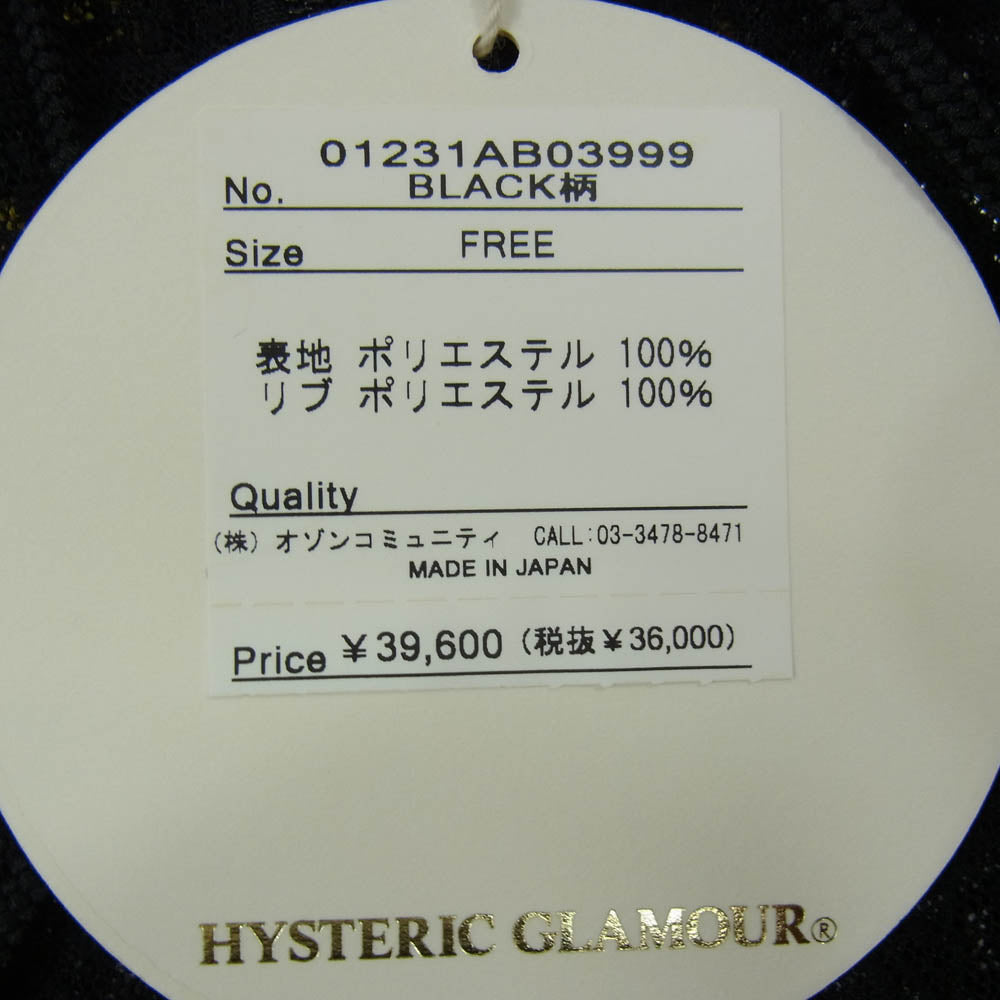 01231AB03999
No. BLACK柄
Size FREE
表地 ポリエステル 100%
リブ ポリエステル 100%
Quality
(株) オゾンコミュニティ CALL:03-3478-8471
MADE IN JAPAN
Price ¥39,600 (税抜¥36,000)
HYSTERIC GLAMOUR®